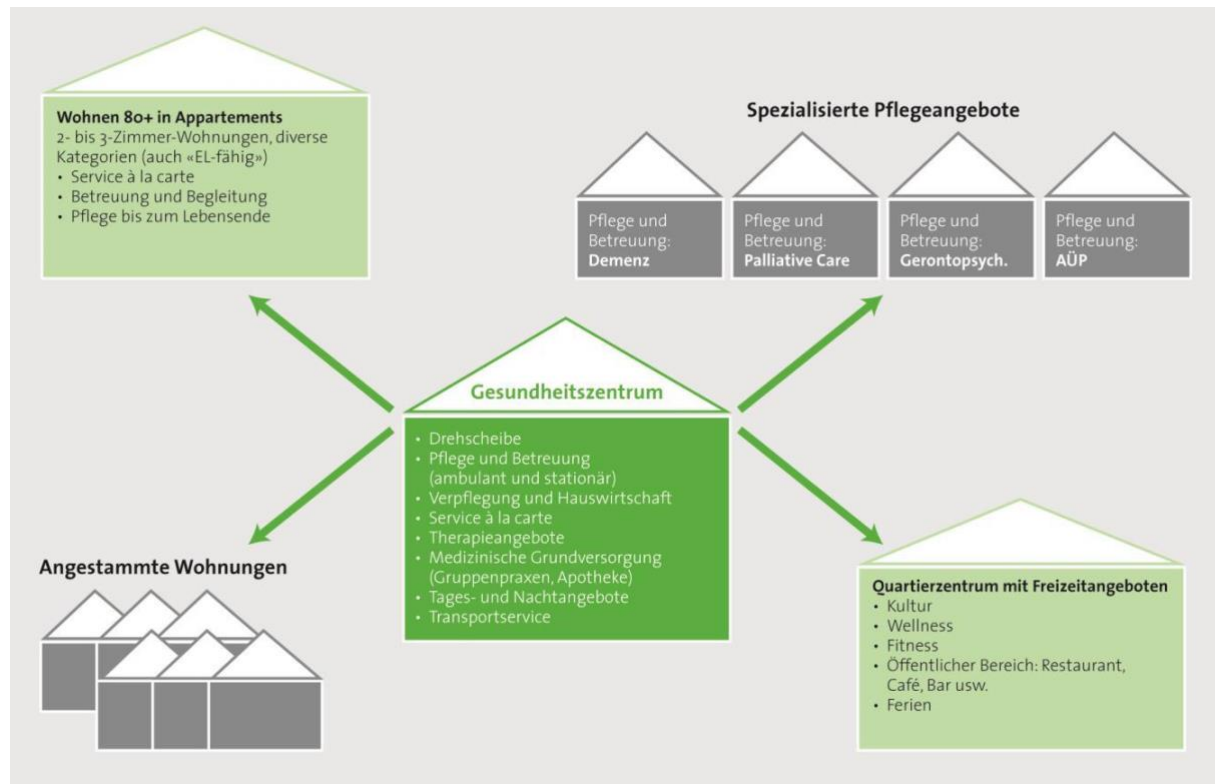 Wohnen 80+ in Appartements
2- bis 3-Zimmer-Wohnungen, diverse
Kategorien (auch «EL-fähig»)
• Service à la carte
• Betreuung und Begleitung
• Pflege bis zum Lebensende
Spezialisierte Pflegeangebote
Pflege und
Betreuung:
Demenz
Pflege und
Betreuung:
Palliative Care
Pflege und
Betreuung:
Gerontopsych.
Pflege und
Betreuung:
AÜP
Gesundheitszentrum
• Drehscheibe
• Pflege und Betreuung
(ambulant und stationär)
• Verpflegung und Hauswirtschaft
• Service à la carte
• Therapieangebote
• Medizinische Grundversorgung
(Gruppenpraxen, Apotheke)
• Tages- und Nachtangebote
• Transportservice
Angestammte Wohnungen
Quartierzentrum mit Freizeitangeboten
• Kultur
• Wellness
• Fitness
• Öffentlicher Bereich: Restaurant,
Café, Bar usw.
• Ferien